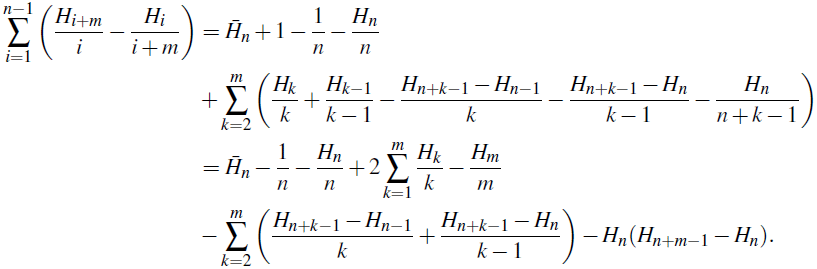 $\sum_{i=1}^{n-1} \left( \frac{H_{i+m}}{i} - \frac{H_i}{i+m} \right) = \bar{H}_n + 1 - \frac{1}{n} - \frac{H_n}{n}$
$+ \sum_{k=2}^{m} \left( \frac{H_k}{k} + \frac{H_{k-1}}{k-1} - \frac{H_{n+k-1} - H_{n-1}}{k} - \frac{H_{n+k-1} - H_n}{k-1} - \frac{H_n}{n+k-1} \right)$
$= \bar{H}_n - \frac{1}{n} - \frac{H_n}{n} + 2 \sum_{k=1}^{m} \frac{H_k}{k} - \frac{H_m}{m}$
$- \sum_{k=2}^{m} \left( \frac{H_{n+k-1} - H_{n-1}}{k} + \frac{H_{n+k-1} - H_n}{k-1} \right) - H_n (H_{n+m-1} - H_n).$